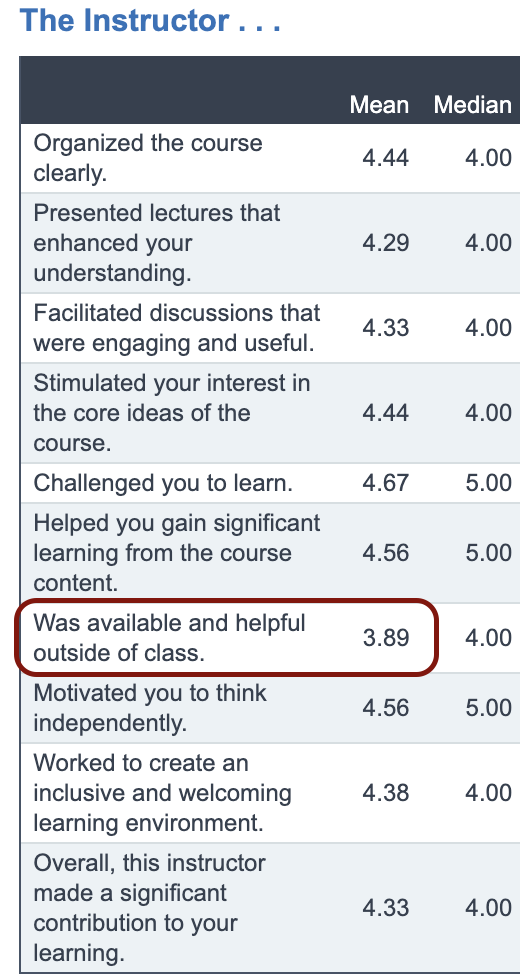 The Instructor . . .
Mean Median
Organized the course
clearly.
4.44 4.00
Presented lectures that
enhanced your
understanding.
4.29 4.00
Facilitated discussions that
were engaging and useful.
4.33 4.00
Stimulated your interest in
the core ideas of the
course.
4.44 4.00
Challenged you to learn. 4.67 5.00
Helped you gain significant
learning from the course
content.
4.56 5.00
Was available and helpful
outside of class.
3.89 4.00
Motivated you to think
independently.
4.56 5.00
Worked to create an
inclusive and welcoming
learning environment.
4.38 4.00
Overall, this instructor
made a significant
contribution to your
learning.
4.33 4.00